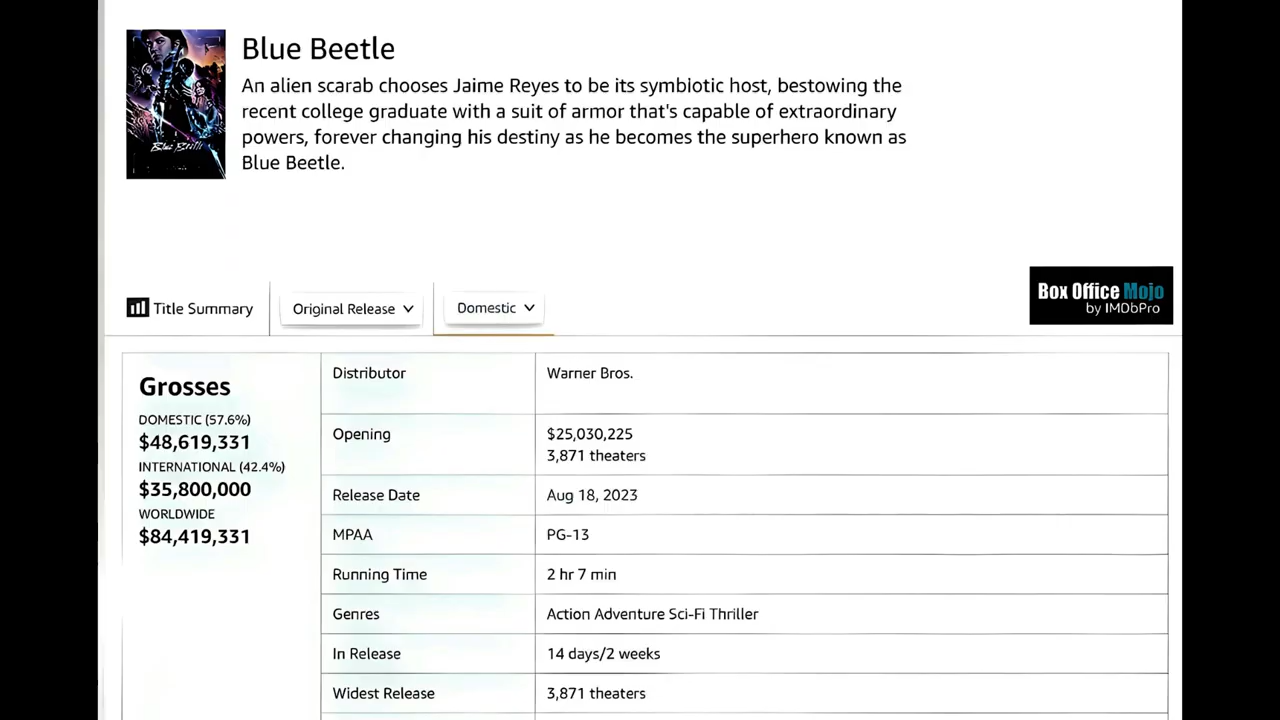 Blue Beetle
An alien scarab chooses Jaime Reyes to be its symbiotic host, bestowing the
recent college graduate with a suit of armor that's capable of extraordinary
powers, forever changing his destiny as he becomes the superhero known as
Blue Beetle.
Blue Beetle
Title Summary
Original Release
Domestic
Box Office Mojo
by IMDbPro
Grosses
DOMESTIC (57.6%)
$48,619,331
INTERNATIONAL (42.4%)
$35,800,000
WORLDWIDE
$84,419,331
Distributor
Warner Bros.
Opening
$25,030,225
3,871 theaters
Release Date
Aug 18, 2023
MPAA
PG-13
Running Time
2 hr 7 min
Genres
Action Adventure Sci-Fi Thriller
In Release
14 days/2 weeks
Widest Release
3,871 theaters